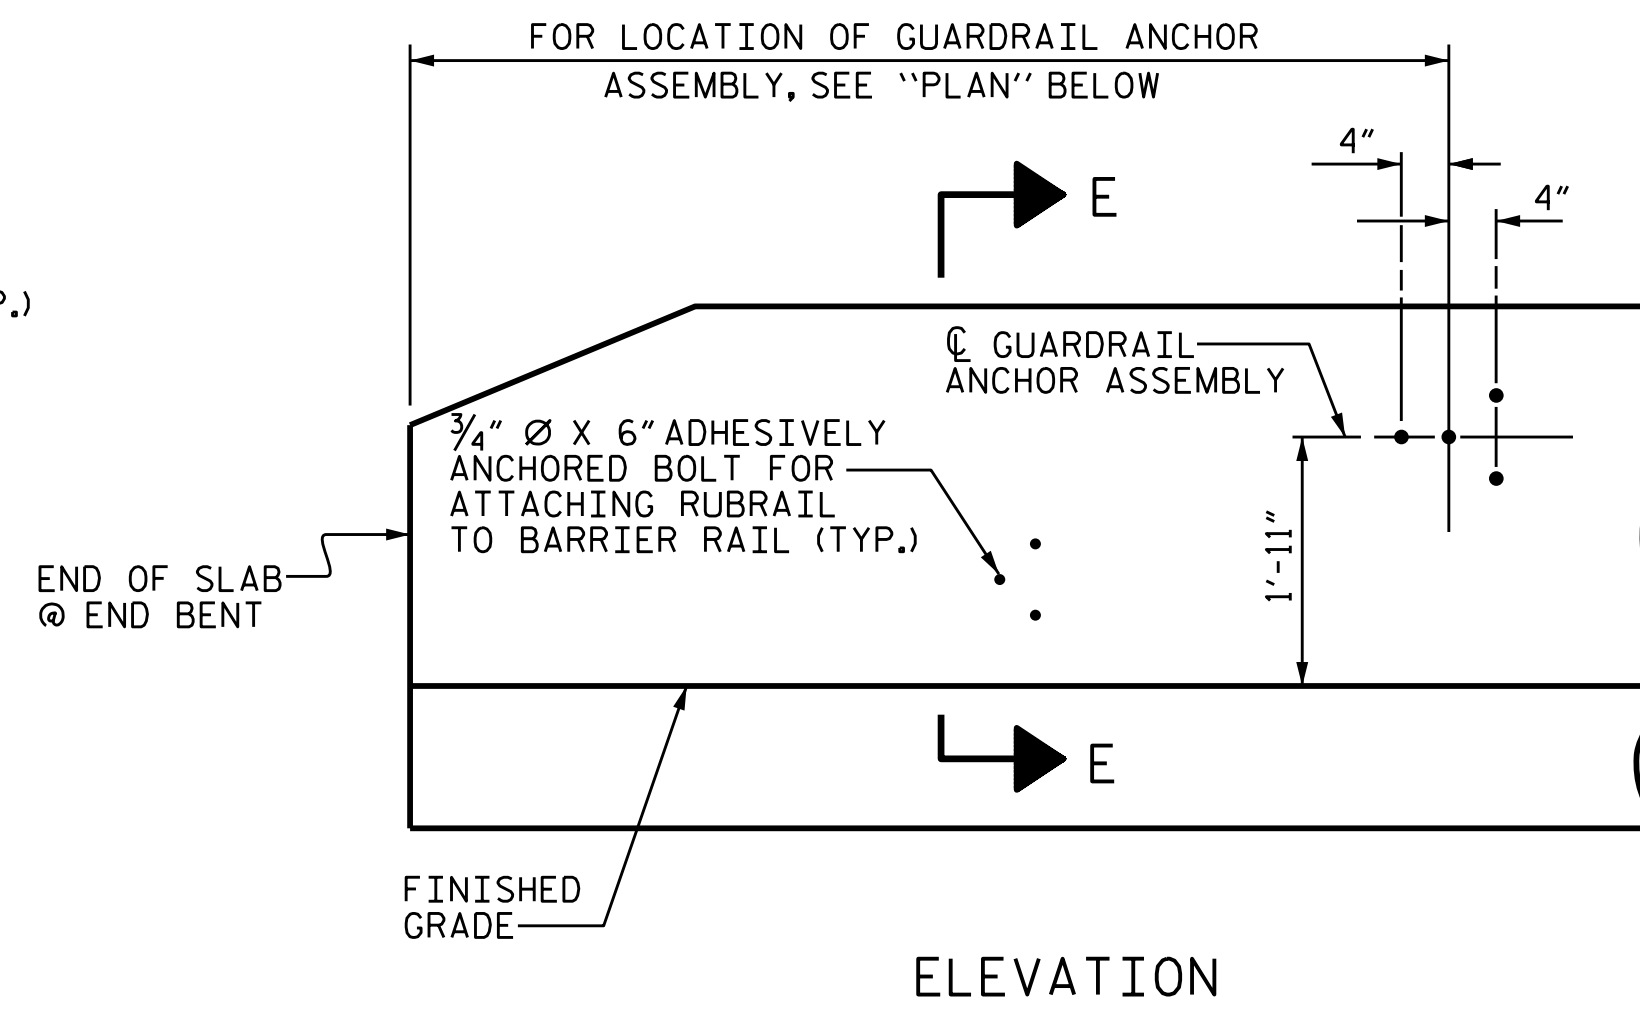 FOR LOCATION OF GUARDRAIL ANCHOR
ASSEMBLY, SEE "PLAN" BELOW
4"
4"
E
.)
℄ GUARDRAIL
ANCHOR ASSEMBLY
¾" Ø X 6" ADHESIVELY
ANCHORED BOLT FOR
ATTACHING RUBRAIL
TO BARRIER RAIL (TYP.)
1'-11"
END OF SLAB
@ END BENT
E
FINISHED
GRADE
ELEVATION